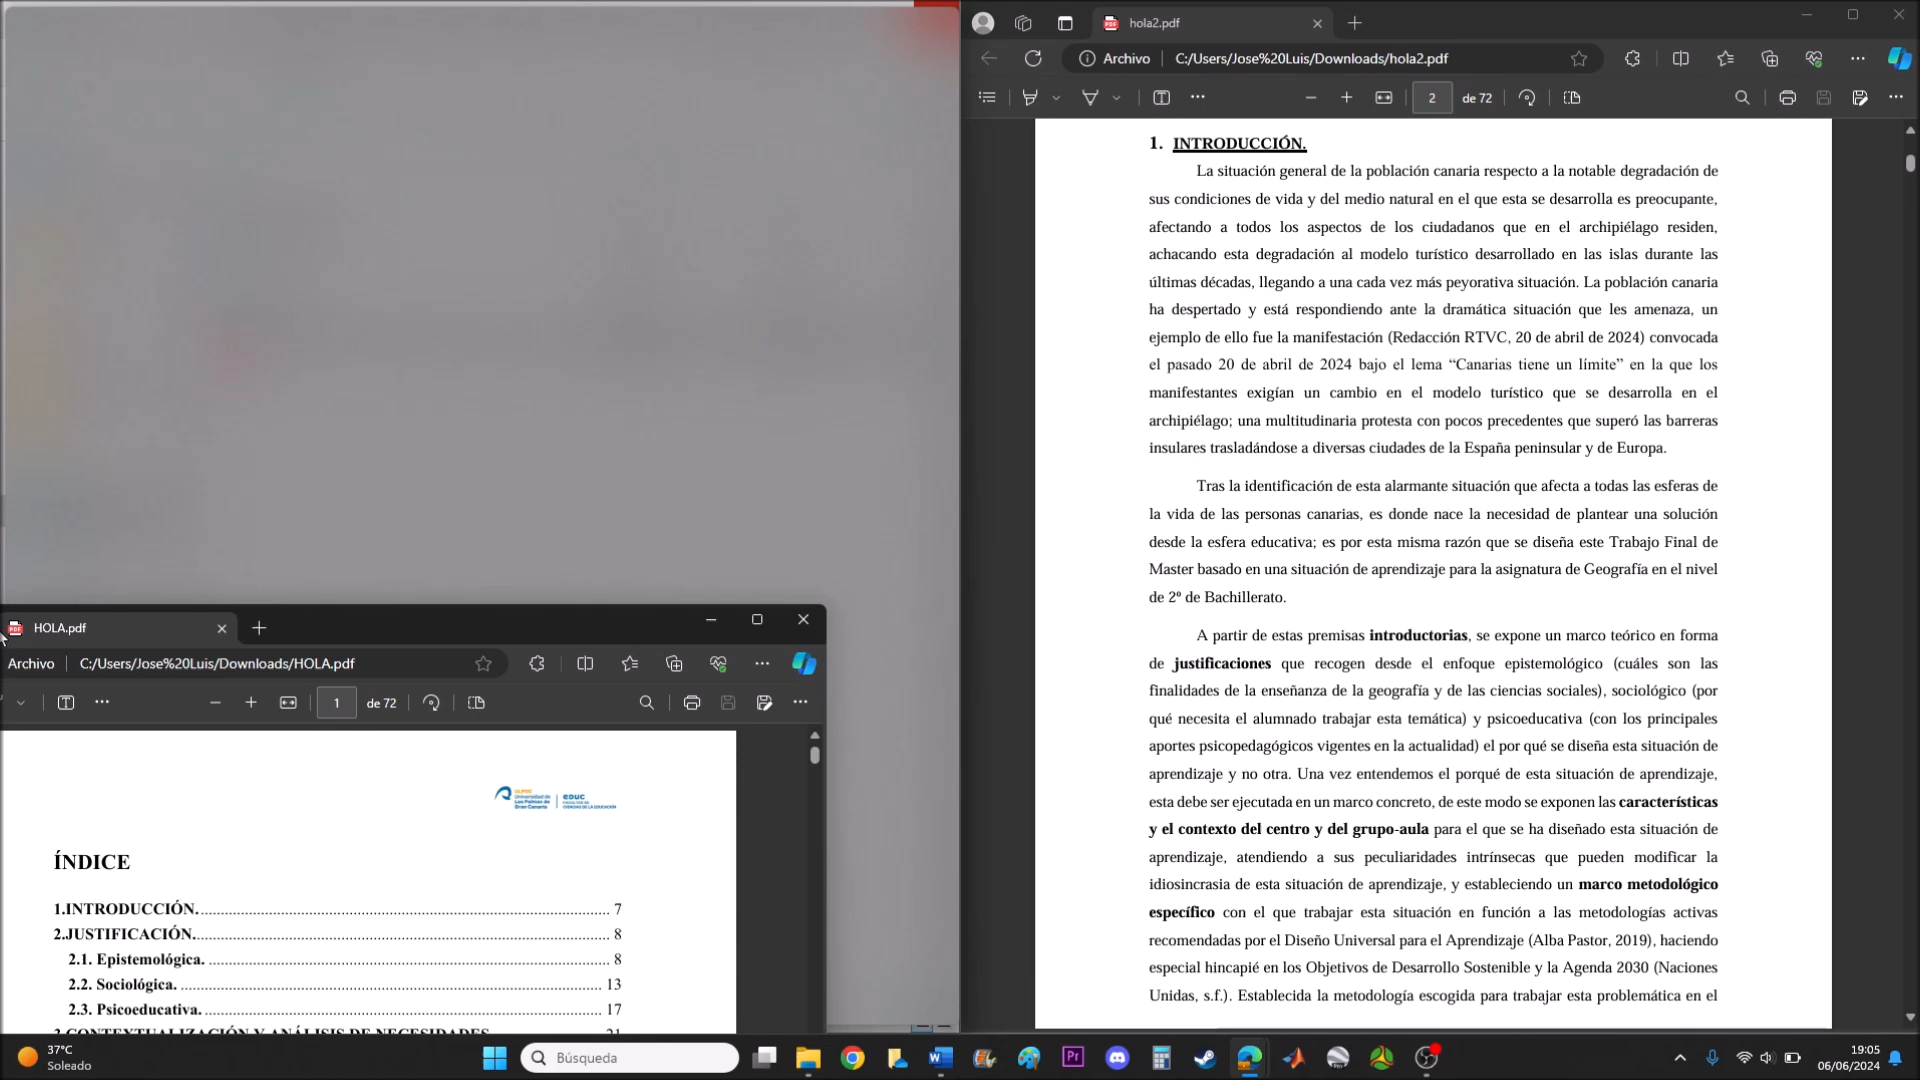 hola2.pdf
Archivo C:/Users/Jose%20Luis/Downloads/hola2.pdf
2 de 72
1. INTRODUCCIÓN.
La situación general de la población canaria respecto a la notable degradación de
sus condiciones de vida y del medio natural en el que esta se desarrolla es preocupante,
afectando a todos los aspectos de los ciudadanos que en el archipiélago residen,
achacando esta degradación al modelo turístico desarrollado en las islas durante las
últimas décadas, llegando a una cada vez más peyorativa situación. La población canaria
ha despertado y está respondiendo ante la dramática situación que les amenaza, un
ejemplo de ello fue la manifestación (Redacción RTVC, 20 de abril de 2024) convocada
el pasado 20 de abril de 2024 bajo el lema “Canarias tiene un límite” en la que los
manifestantes exigían un cambio en el modelo turístico que se desarrolla en el
archipiélago; una multitudinaria protesta con pocos precedentes que superó las barreras
insulares trasladándose a diversas ciudades de la España peninsular y de Europa.
Tras la identificación de esta alarmante situación que afecta a todas las esferas de
la vida de las personas canarias, es donde nace la necesidad de plantear una solución
desde la esfera educativa; es por esta misma razón que se diseña este Trabajo Final de
Master basado en una situación de aprendizaje para la asignatura de Geografía en el nivel
de 2º de Bachillerato.
A partir de estas premisas introductorias, se expone un marco teórico en forma
de justificaciones que recogen desde el enfoque epistemológico (cuáles son las
finalidades de la enseñanza de la geografía y de las ciencias sociales), sociológico (por
qué necesita el alumnado trabajar esta temática) y psicoeducativa (con los principales
aportes psicopedagógicos vigentes en la actualidad) el por qué se diseña esta situación de
aprendizaje y no otra. Una vez entendemos el porqué de esta situación de aprendizaje,
esta debe ser ejecutada en un marco concreto, de este modo se exponen las características
y el contexto del centro y del grupo-aula para el que se ha diseñado esta situación de
aprendizaje, atendiendo a sus peculiaridades intrínsecas que pueden modificar la
idiosincrasia de esta situación de aprendizaje, y estableciendo un marco metodológico
específico con el que trabajar esta situación en función a las metodologías activas
recomendadas por el Diseño Universal para el Aprendizaje (Alba Pastor, 2019), haciendo
especial hincapié en los Objetivos de Desarrollo Sostenible y la Agenda 2030 (Naciones
Unidas, s.f.). Establecida la metodología escogida para trabajar esta problemática en el
HOLA.pdf
Archivo C:/Users/Jose%20Luis/Downloads/HOLA.pdf
1 de 72
ULPGC
Universidad de
Las Palmas de
Gran Canaria
EDUC
FACULTAD DE
CIENCIAS DE LA EDUCACIÓN
ÍNDICE
1.INTRODUCCIÓN. 7
2.JUSTIFICACIÓN. 8
2.1. Epistemológica. 8
2.2. Sociológica. 13
2.3. Psicoeducativa. 17
3.CONTEXTUALIZACIÓN Y ANÁLISIS DE NECESIDADES 21
37°C
Soleado
Búsqueda
19:05
06/06/2024